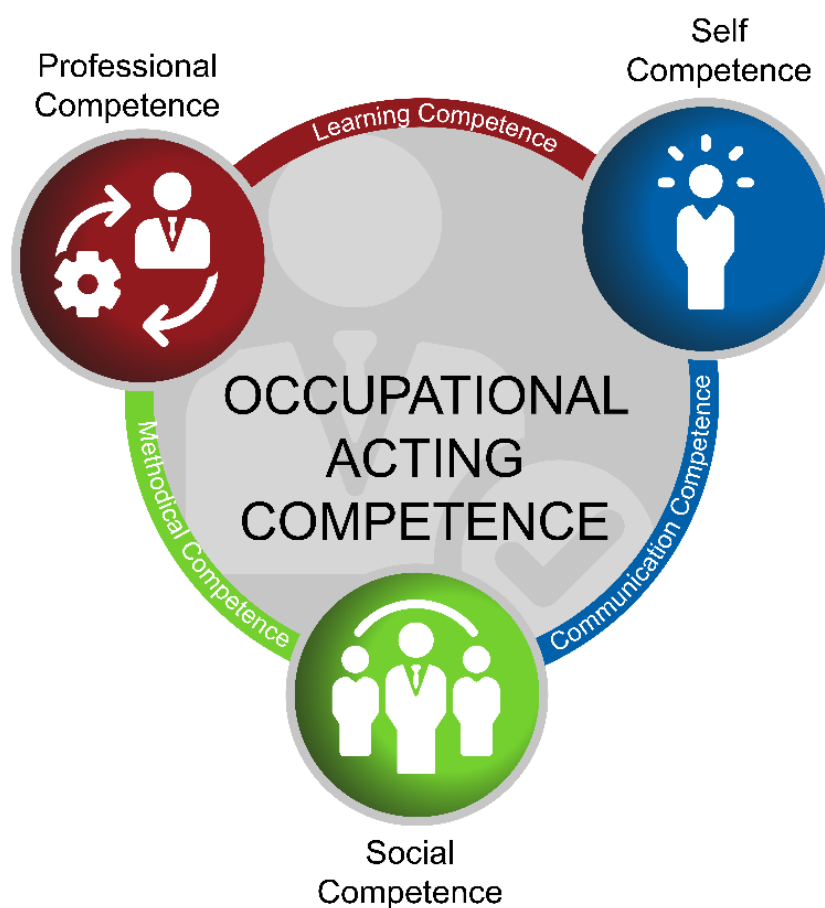 Self
Competence
Professional
Competence
Learning Competence
OCCUPATIONAL
ACTING
COMPETENCE
Methodical Competence
Communication Competence
Social
Competence